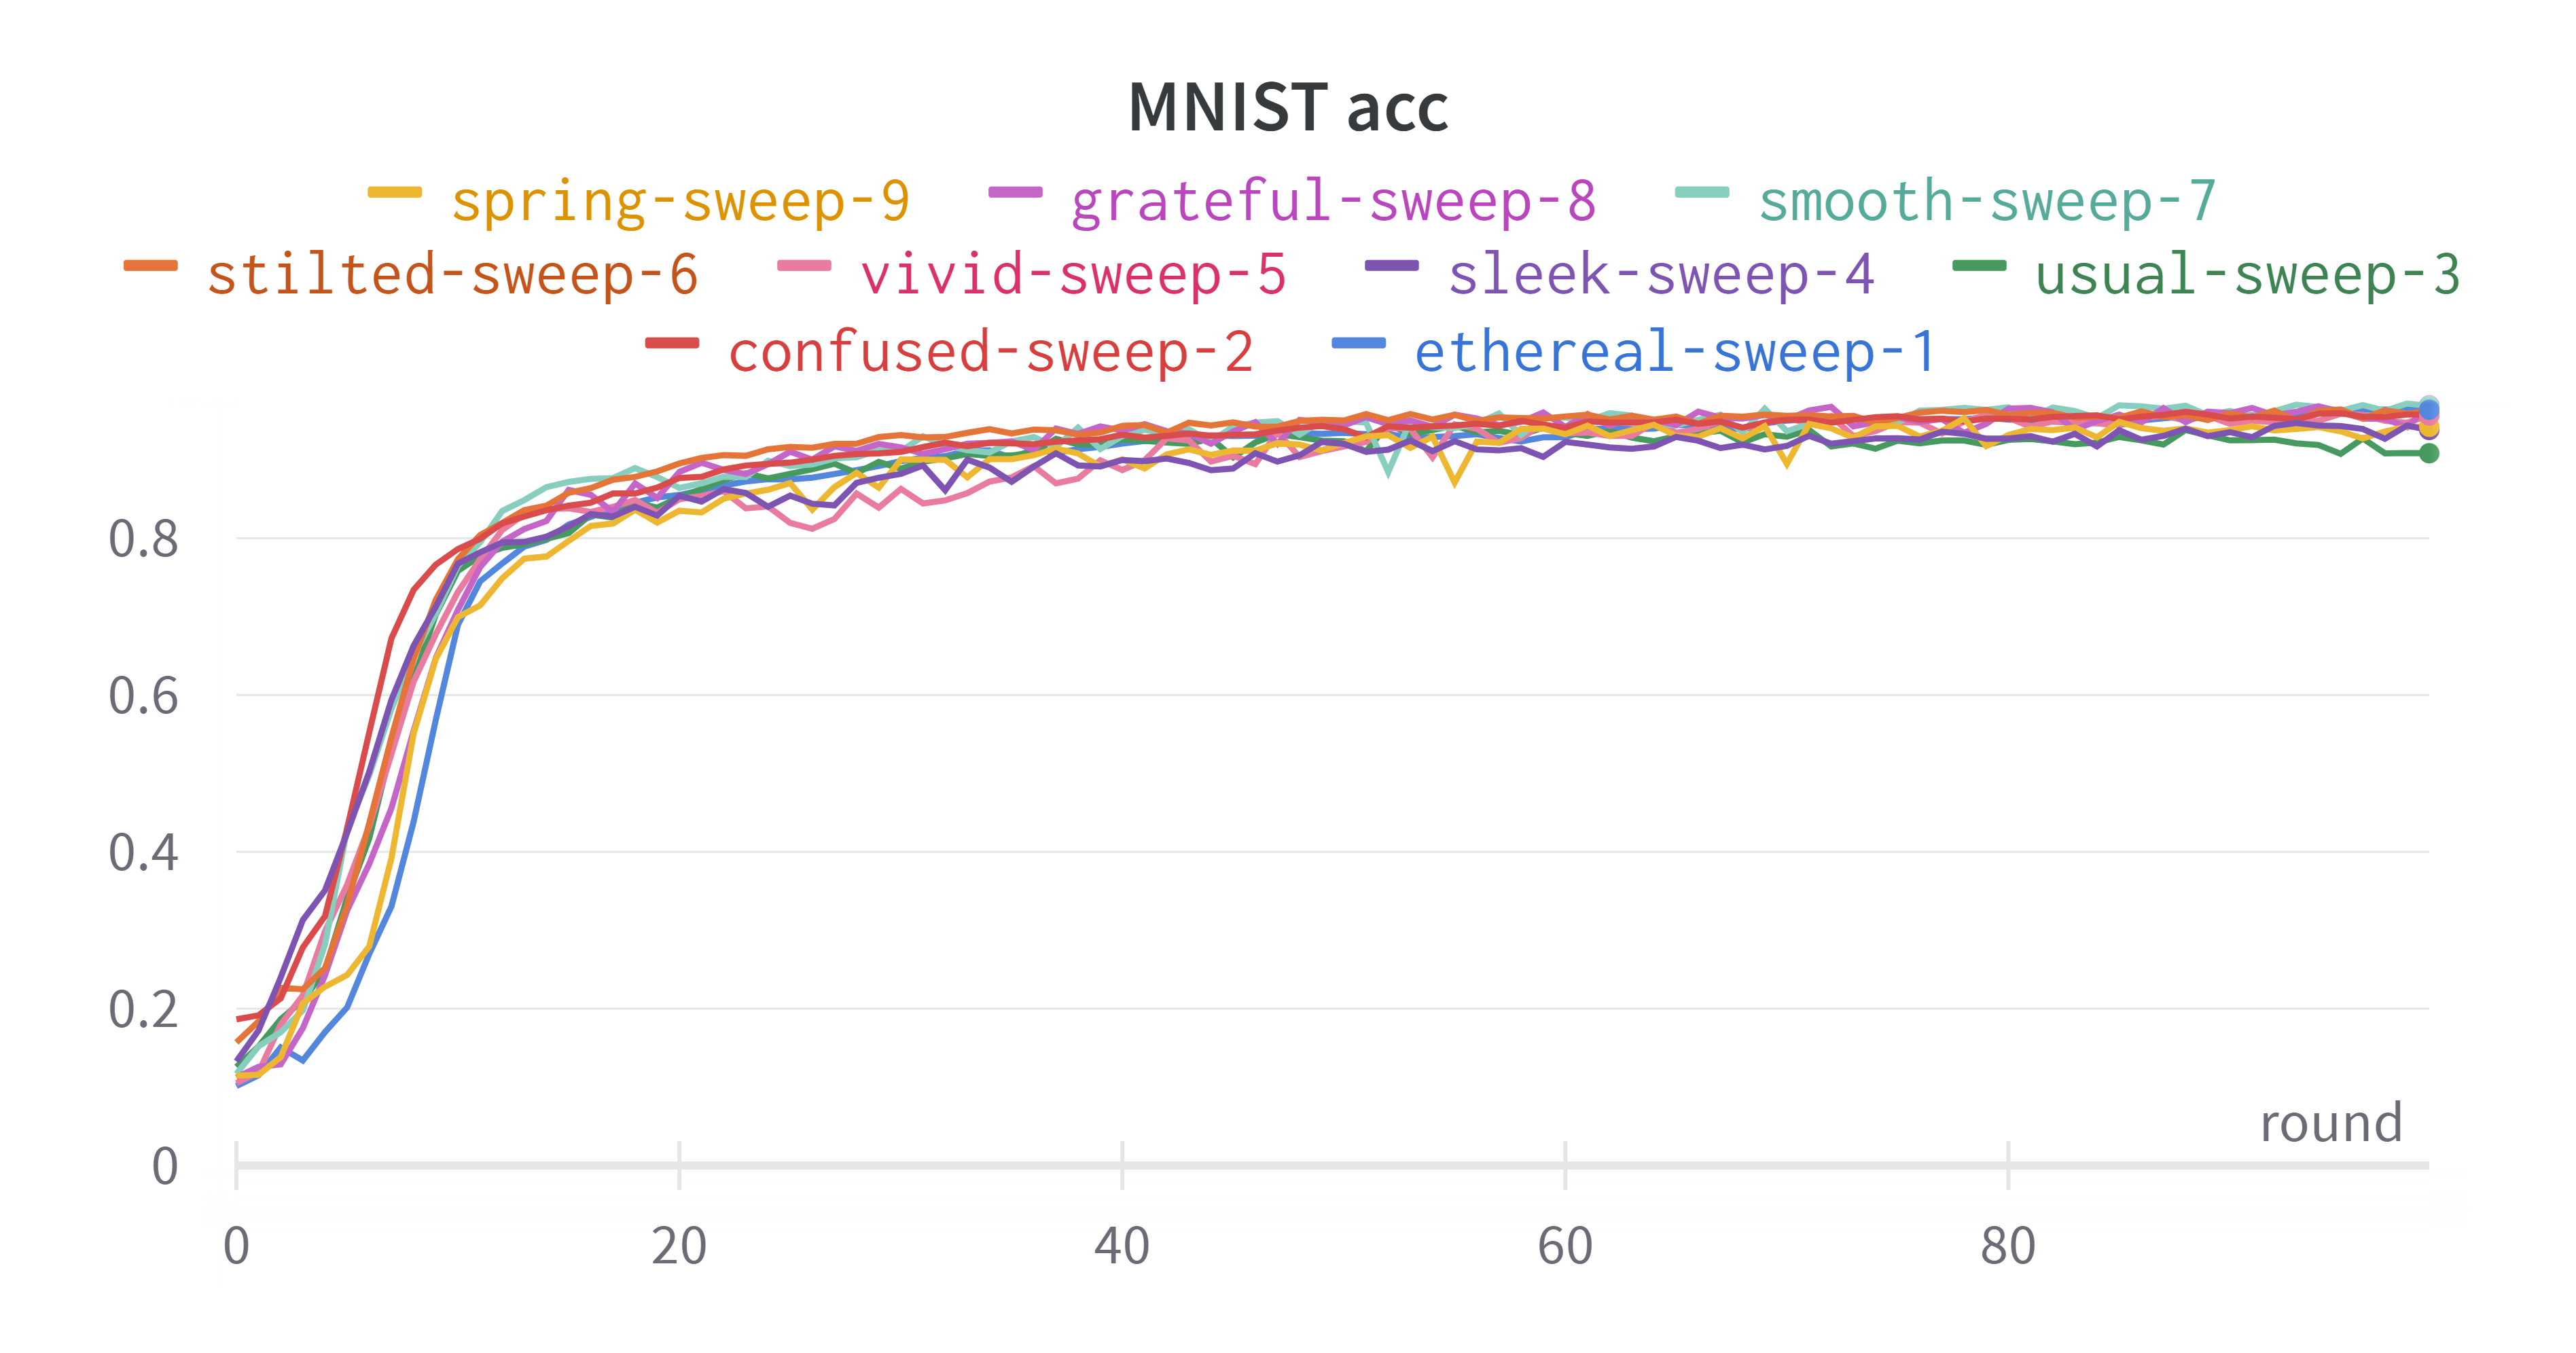 MNIST acc
spring-sweep-9 grateful-sweep-8 smooth-sweep-7
stilted-sweep-6 vivid-sweep-5 sleek-sweep-4 usual-sweep-3
confused-sweep-2 ethereal-sweep-1
0.8
0.6
0.4
0.2
round
0
0 20 40 60 80